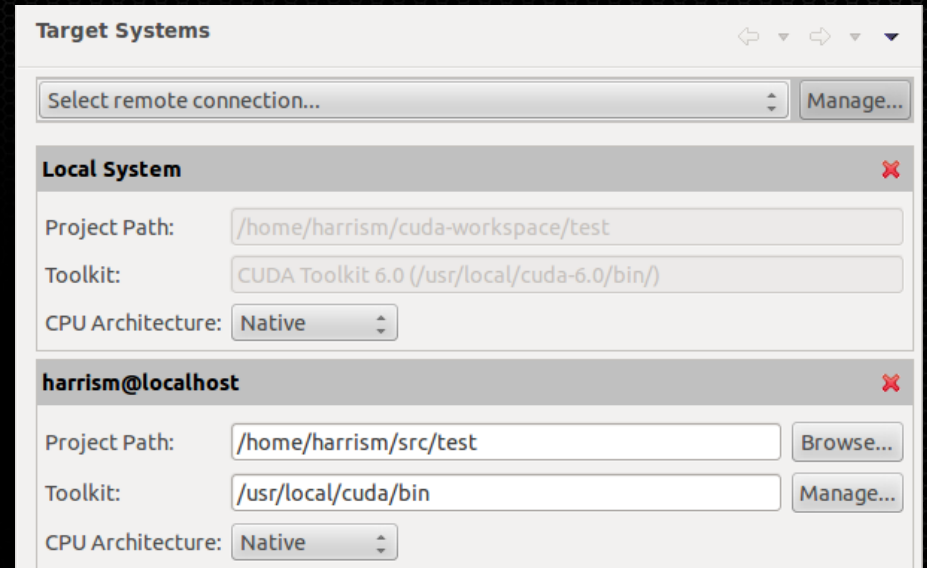 Target Systems
Select remote connection... Manage...
Local System
Project Path: /home/harrism/cuda-workspace/test
Toolkit: CUDA Toolkit 6.0 (/usr/local/cuda-6.0/bin/)
CPU Architecture: Native
harrism@localhost
Project Path: /home/harrism/src/test Browse...
Toolkit: /usr/local/cuda/bin Manage...
CPU Architecture: Native